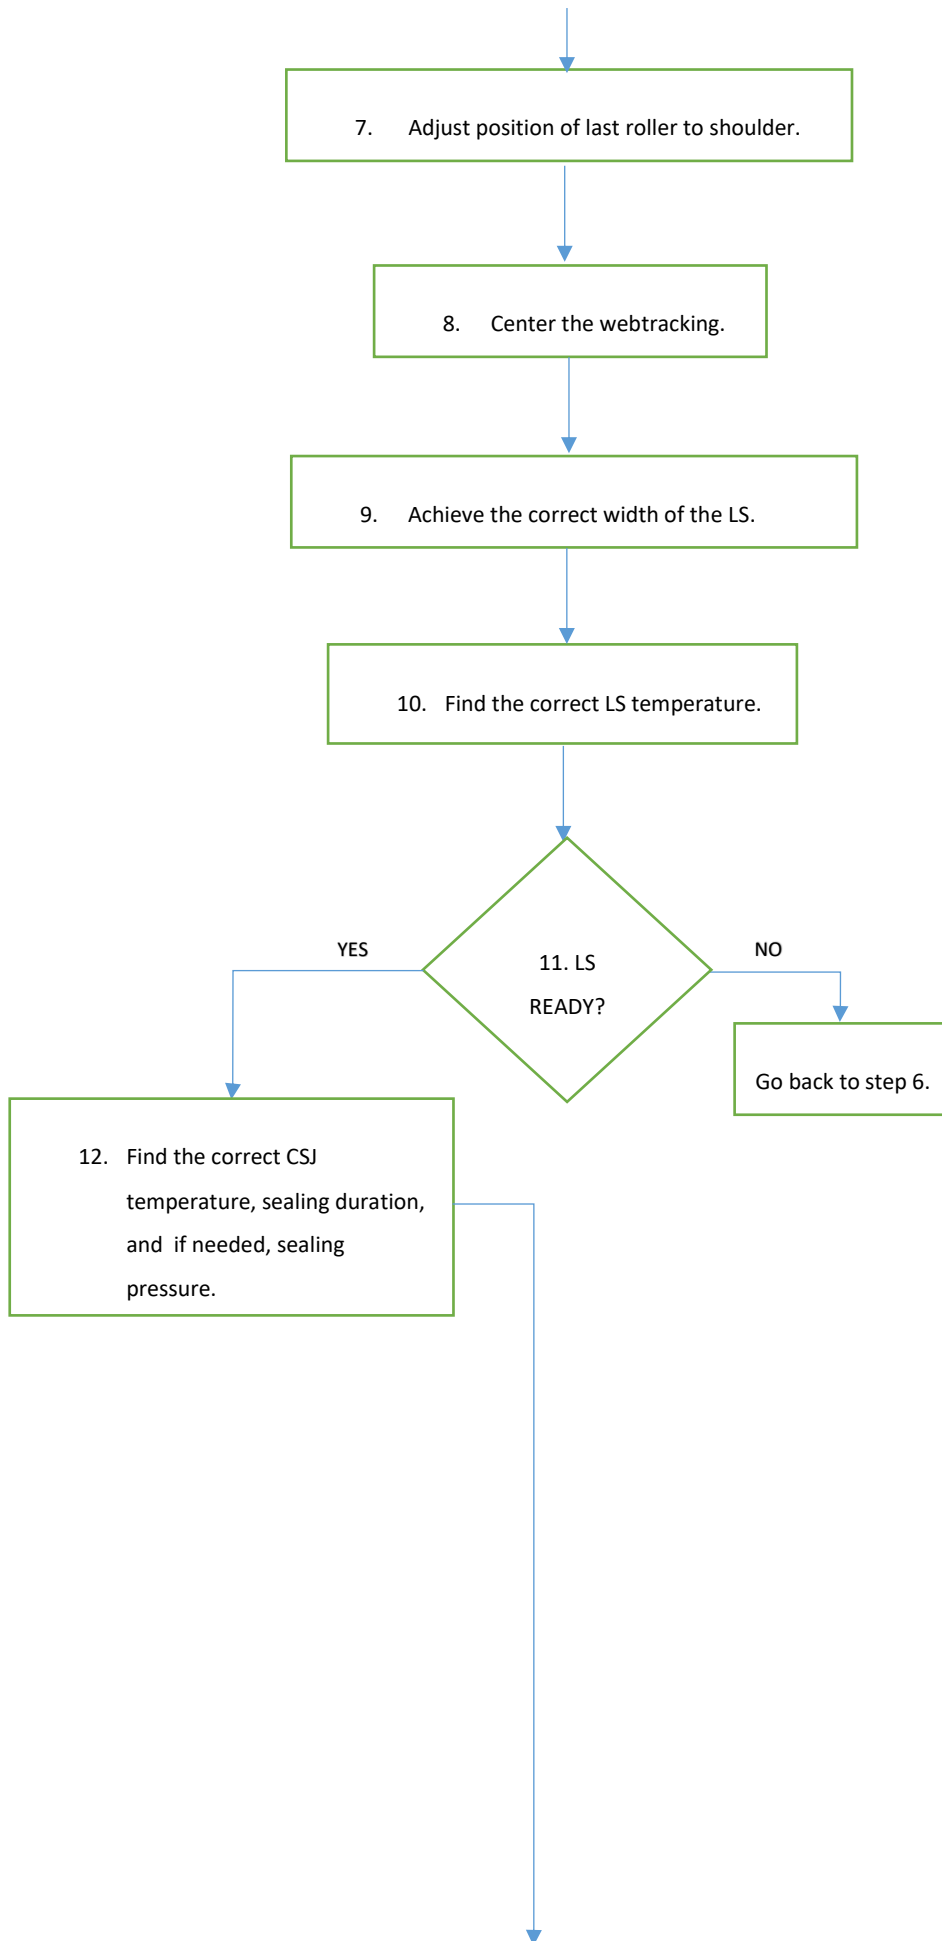 7. Adjust position of last roller to shoulder.
8. Center the webtracking.
9. Achieve the correct width of the LS.
10. Find the correct LS temperature.
YES
NO
11. LS
READY?
Go back to step 6.
12. Find the correct CSJ
temperature, sealing duration,
and if needed, sealing
pressure.